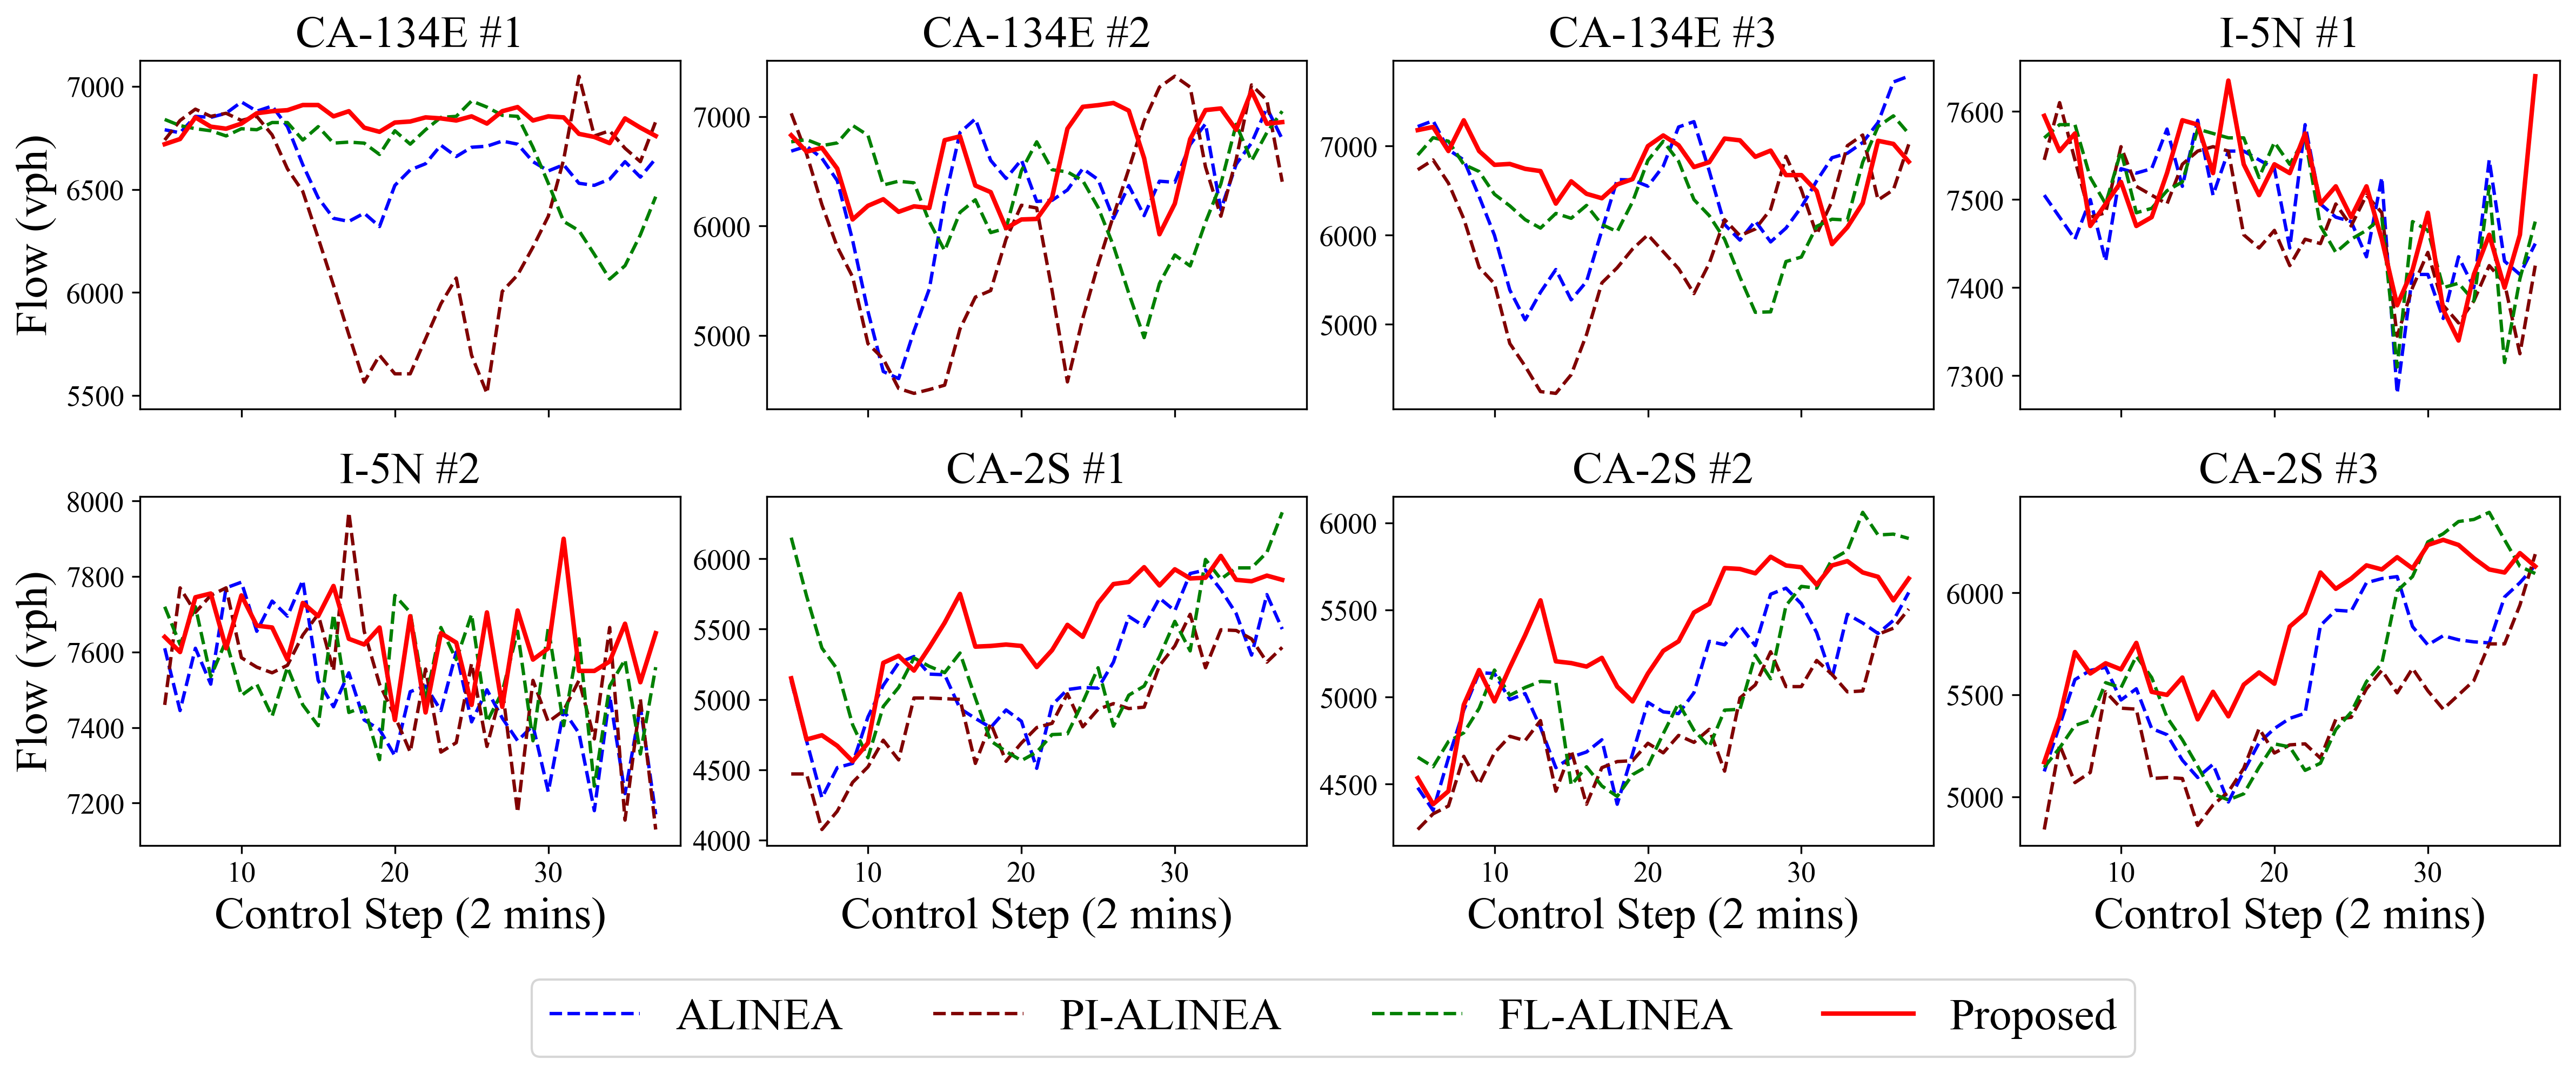 CA-134E #1
CA-134E #2
CA-134E #3
I-5N #1
Flow (vph)
7000
6500
6000
5500
7000
6000
5000
7000
6000
5000
7600
7500
7400
7300
I-5N #2
CA-2S #1
CA-2S #2
CA-2S #3
Flow (vph)
8000
7800
7600
7400
7200
6000
5500
5000
4500
4000
6000
5500
5000
4500
6000
5500
5000
10 20 30
10 20 30
10 20 30
10 20 30
Control Step (2 mins)
Control Step (2 mins)
Control Step (2 mins)
Control Step (2 mins)
ALINEA PI-ALINEA FL-ALINEA Proposed